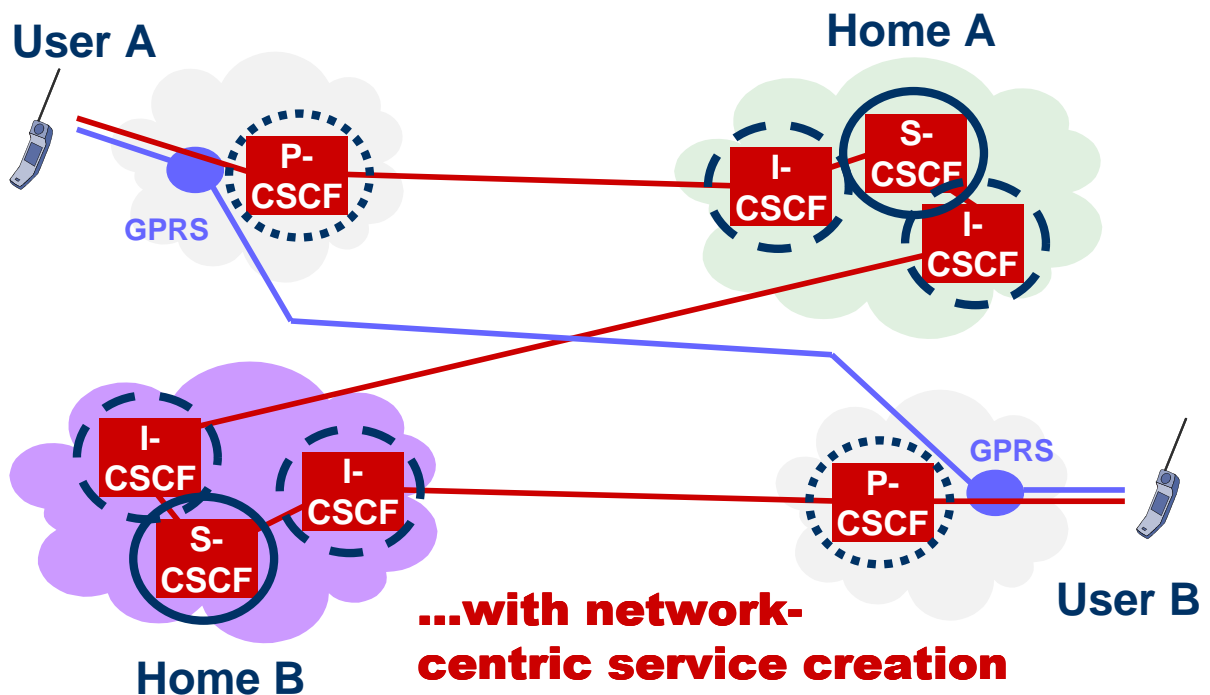 User A
Home A
P-
CSCF
GPRS
I-
CSCF
S-
CSCF
I-
CSCF
I-
CSCF
S-
CSCF
I-
CSCF
P-
CSCF
GPRS
User B
Home B
...with network-
centric service creation